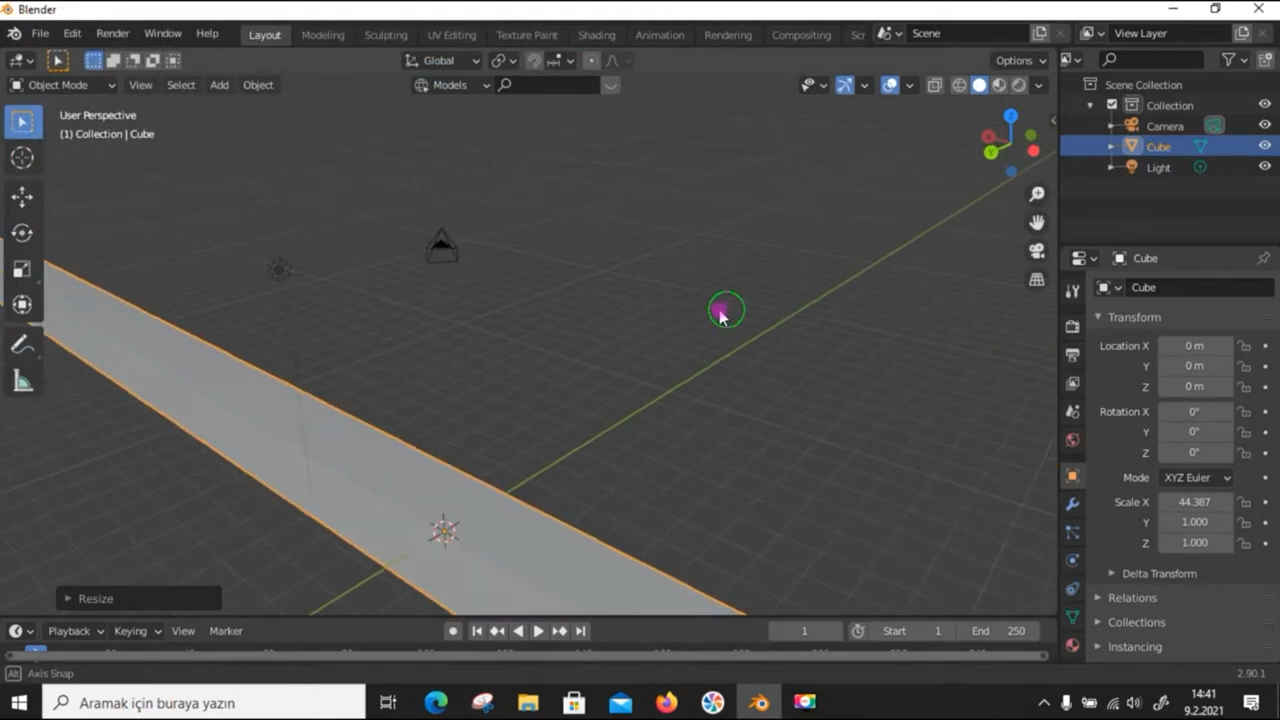 Blender
File Edit Render Window Help Layout Modeling Sculpting UV Editing Texture Paint Shading Animation Rendering Compositing Scr Scene View Layer
Global Options
Object Mode View Select Add Object Models
User Perspective
(1) Collection | Cube
X
Y
Z
Scene Collection
Collection
Camera
Cube
Light
Cube
Cube
Transform
Location X 0 m
Y 0 m
Z 0 m
Rotation X 0°
Y 0°
Z 0°
Mode XYZ Euler
Scale X 44.387
Y 1.000
Z 1.000
Delta Transform
Relations
Collections
Instancing
Resize
Playback Keying View Marker 1 Start 1 End 250
Alt Axis Snap 2.90.1
Aramak için buraya yazın
14:41
9.2.2021